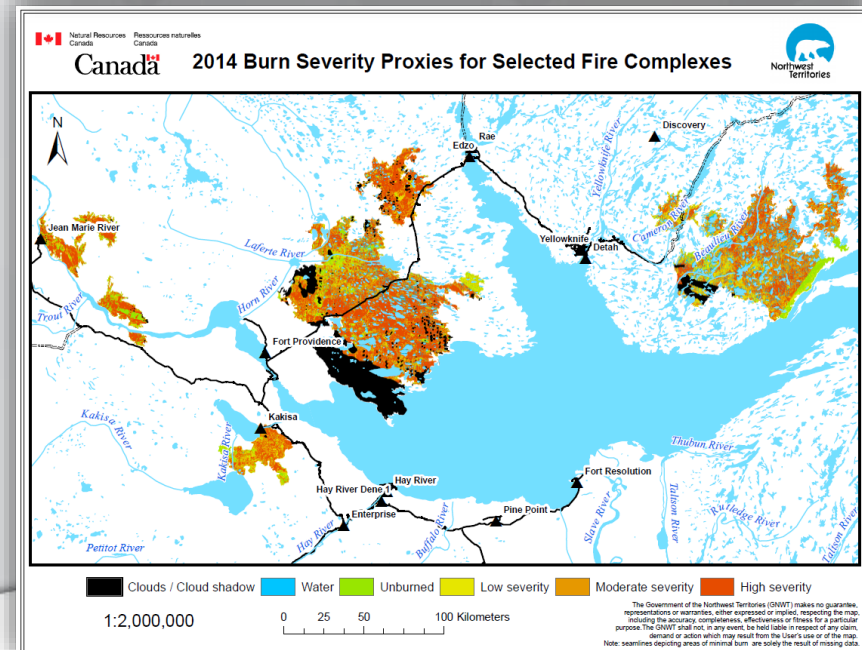 Natural Resources Ressources naturelles
Canada Canada
Canada
2014 Burn Severity Proxies for Selected Fire Complexes
Northwest
Territories
N
Discovery
Rae
Edzo
Yellowknife River
Jean Marie River
Yellowknife
Detah
Cameron River
Beaulieu River
Laferte River
Horn River
Trout River
Fort Providence
Kakisa
Kakisa River
Kakisa River
Thubun River
Hay River
Fort Resolution
Hay River Dene 1
Enterprise
Pine Point
Hay River
Buffalo River
Slave River
Talston River
Rutledge River
Talston River
Petitot River
Clouds / Cloud shadow Water Unburned Low severity Moderate severity High severity
1:2,000,000
0 25 50 100 Kilometers
The Government of the Northwest Territories (GNWT) makes no guarantee,
representations or warranties, either expressed or implied, respecting the map,
including the accuracy, completeness, effectiveness or fitness for a particular
purpose.The GNWT shall not, in any event, be held liable in respect of any claim,
demand or action which may result from the User's use or of the map.
Note: seamlines depicting areas of minimal burn are solely the result of missing data.